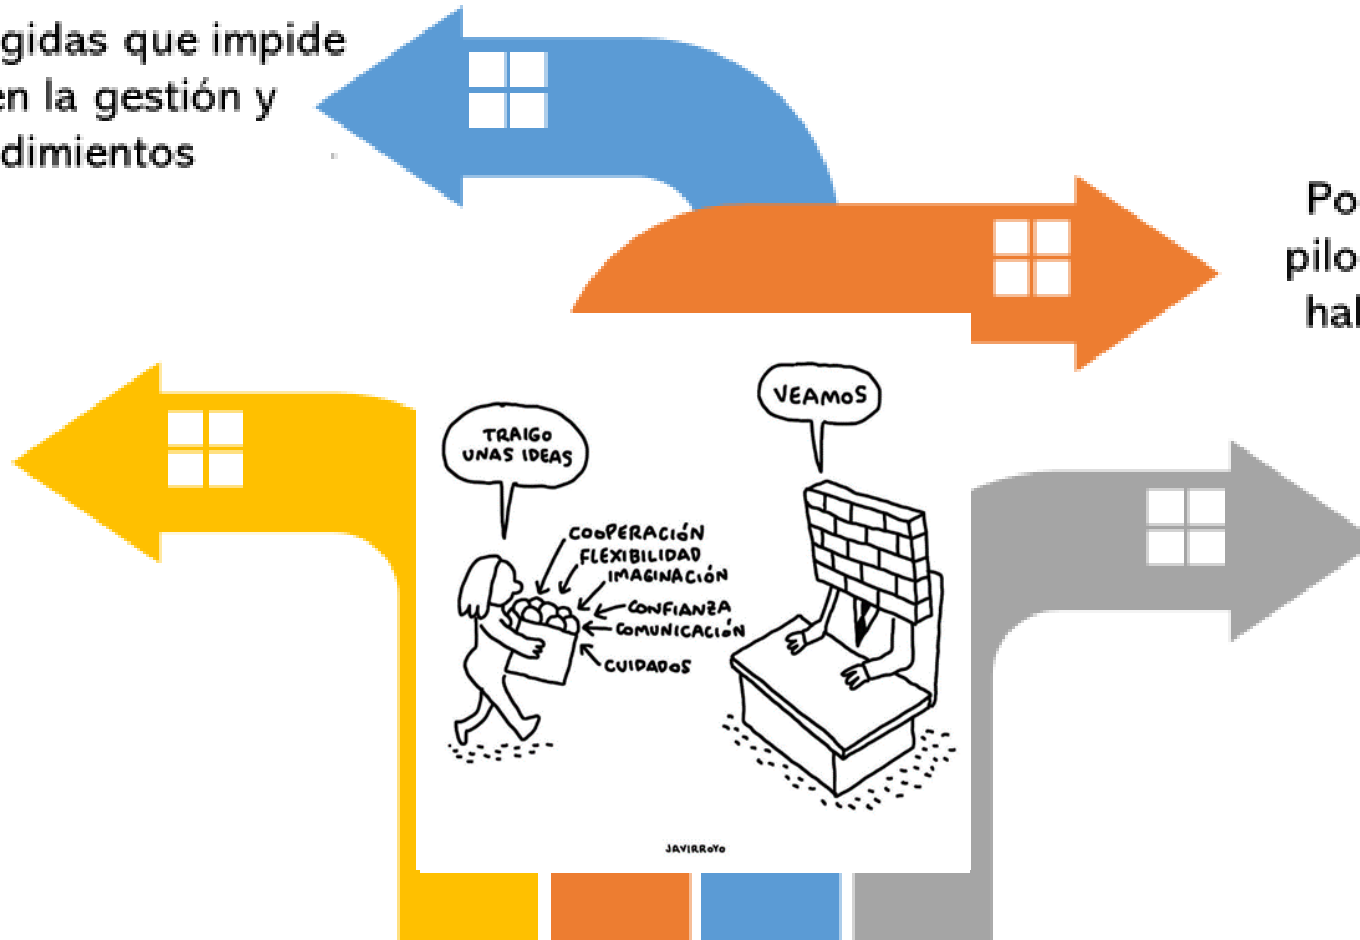 gidas que impide
en la gestión y
dimientos
Po
pilo
hal
VEAMOS
TRAIGO
UNAS IDEAS
COOPERACIÓN
FLEXIBILIDAD
IMAGINACIÓN
CONFIANZA
COMUNICACIÓN
CUIDADOS
JAVIRROYO